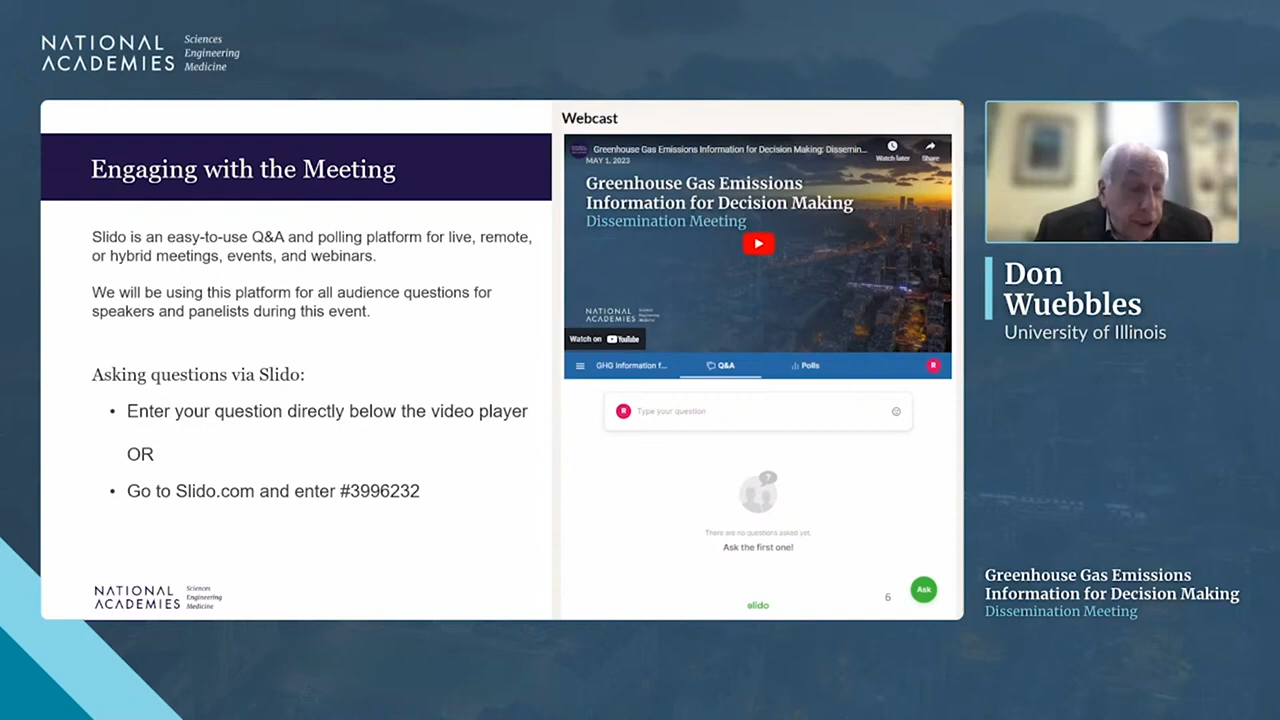 NATIONAL
ACADEMIES
Sciences
Engineering
Medicine
Engaging with the Meeting
Slido is an easy-to-use Q&A and polling platform for live, remote,
or hybrid meetings, events, and webinars.
We will be using this platform for all audience questions for
speakers and panelists during this event.
Asking questions via Slido:
• Enter your question directly below the video player
OR
• Go to Slido.com and enter #3996232
NATIONAL
ACADEMIES
Sciences
Engineering
Medicine
Webcast
Greenhouse Gas Emissions Information for Decision Making: Dissemin...
Watch later
Share
MAY 1, 2023
Greenhouse Gas Emissions
Information for Decision Making
Dissemination Meeting
NATIONAL
ACADEMIES
Sciences
Engineering
Medicine
Watch on YouTube
GHG Information f...
Q&A
Polls
R
R
Type your question
?
There are no questions asked yet.
Ask the first one!
6
Ask
slido
Don
Wuebbles
University of Illinois
Greenhouse Gas Emissions
Information for Decision Making
Dissemination Meeting